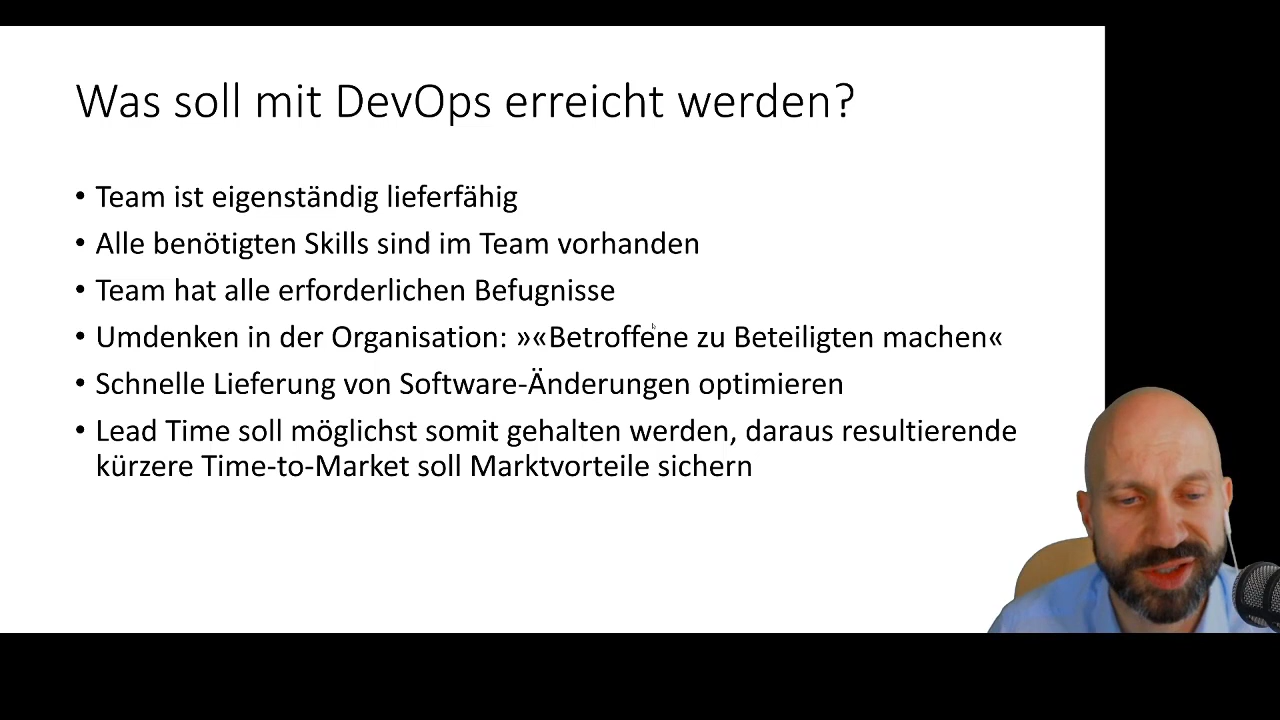 Was soll mit DevOps erreicht werden?
• Team ist eigenständig lieferfähig
• Alle benötigten Skills sind im Team vorhanden
• Team hat alle erforderlichen Befugnisse
• Umdenken in der Organisation: »«Betroffene zu Beteiligten machen«
• Schnelle Lieferung von Software-Änderungen optimieren
• Lead Time soll möglichst somit gehalten werden, daraus resultierende
kürzere Time-to-Market soll Marktvorteile sichern